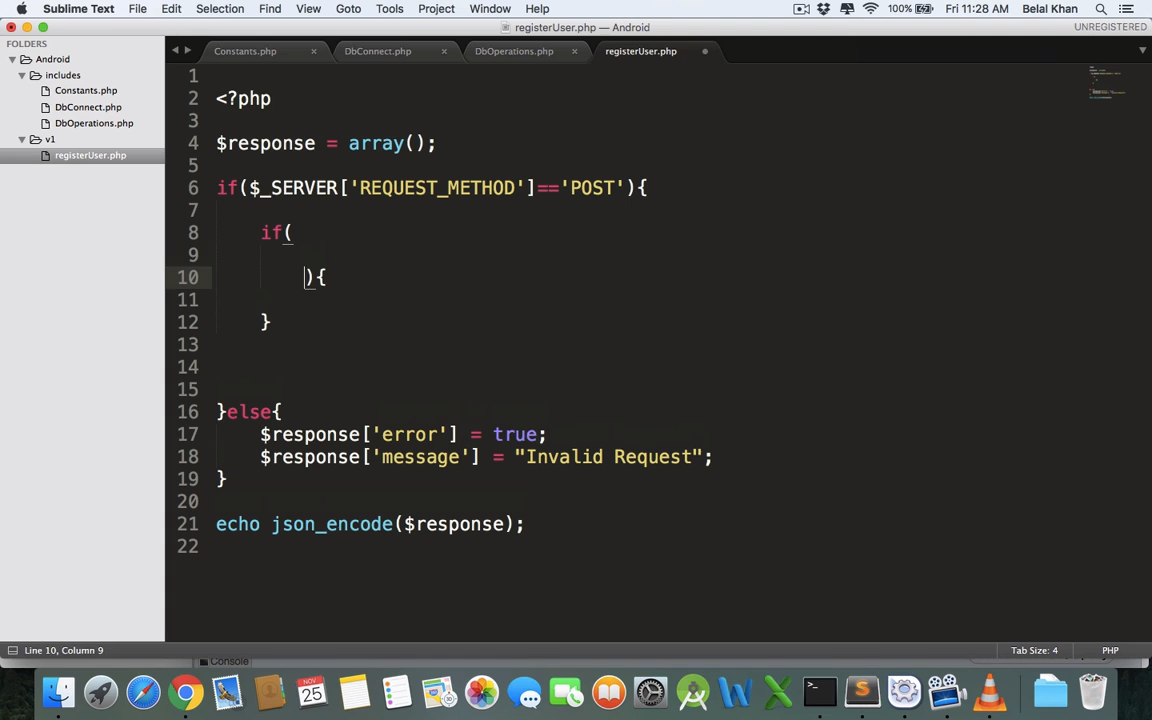 Sublime Text File Edit Selection Find View Goto Tools Project Window Help 100% Fri 11:28 AM Belal Khan
registerUser.php — Android UNREGISTERED
FOLDERS
Android
includes
Constants.php
DbConnect.php
DbOperations.php
v1
registerUser.php
Constants.php × DbConnect.php × DbOperations.php × registerUser.php
1
2 <?php
3
4 $response = array();
5
6 if($_SERVER['REQUEST_METHOD']=='POST'){
7
8 if(
9
10 ){
11
12 }
13
14
15
16 }else{
17 $response['error'] = true;
18 $response['message'] = "Invalid Request";
19 }
20
21 echo json_encode($response);
22
Line 10, Column 9 Tab Size: 4 PHP
Console
NOV
25